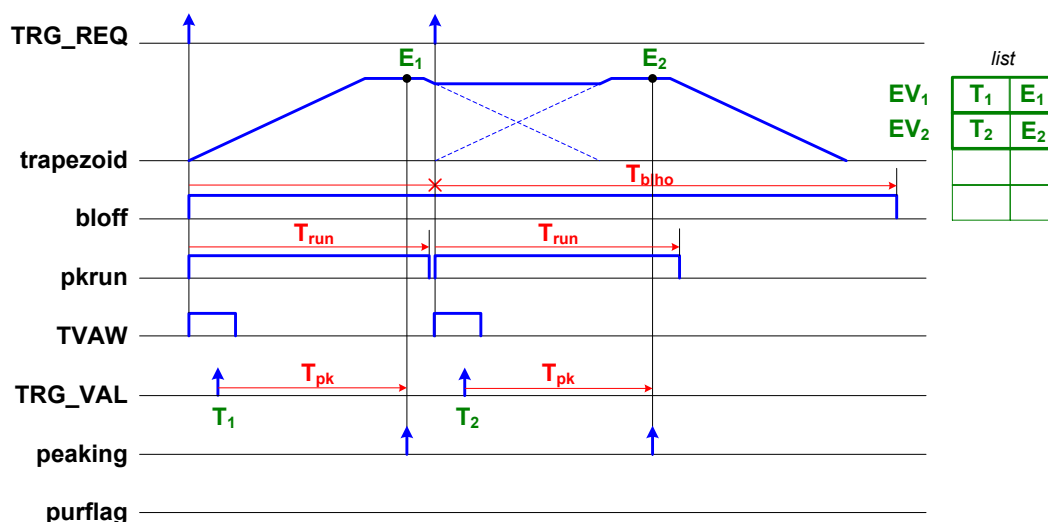 TRG_REQ
E1 E2
list
EV1 T1 E1
EV2 T2 E2
trapezoid
Tblho
bloff
Trun Trun
pkrun
TVAW
Tpk Tpk
TRG_VAL
T1 T2
peaking
purflag